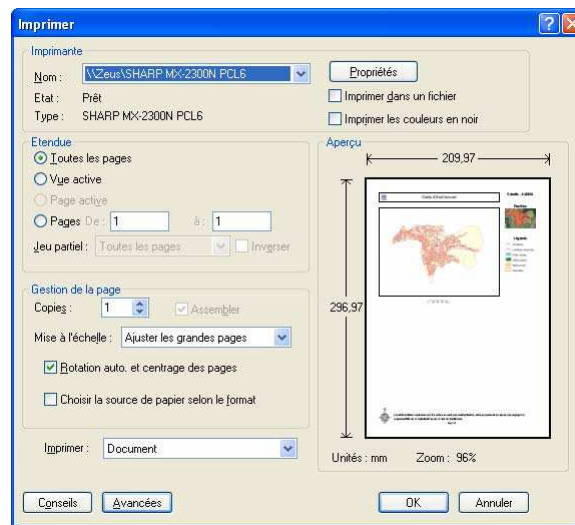 Imprimer
Imprimante
Nom : \\Zeus\SHARP MX-2300N PCL6
Propriétés
Etat : Prêt
Imprimer dans un fichier
Type : SHARP MX-2300N PCL6
Imprimer les couleurs en noir
Etendue
Toutes les pages
Vue active
Page active
Pages De : 1 à : 1
Jeu partiel : Toutes les pages
Inverser
Gestion de la page
Copies : 1
Assembler
Mise à l'échelle : Ajuster les grandes pages
Rotation auto. et centrage des pages
Choisir la source de papier selon le format
Imprimer : Document
Aperçu
209,97
296,97
Unités : mm Zoom : 96%
Conseils
Avancées
OK
Annuler